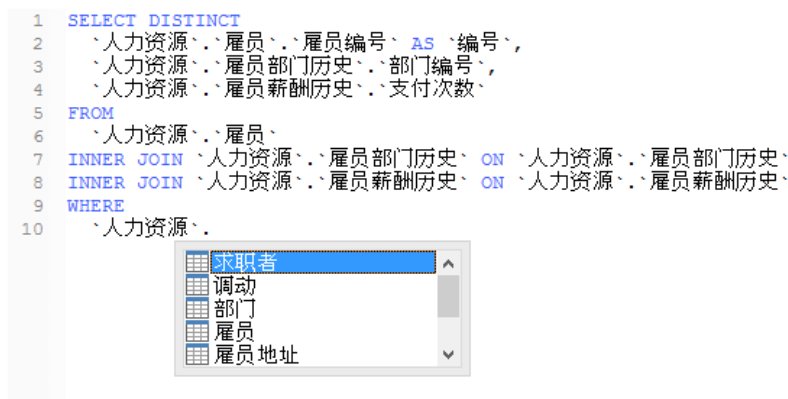 1 SELECT DISTINCT
2 `人力资源`.`雇员`.`雇员编号` AS `编号`,
3 `人力资源`.`雇员部门历史`.`部门编号`,
4 `人力资源`.`雇员薪酬历史`.`支付次数`
5 FROM
6 `人力资源`.`雇员`
7 INNER JOIN `人力资源`.`雇员部门历史` ON `人力资源`.`雇员部门历史`
8 INNER JOIN `人力资源`.`雇员薪酬历史` ON `人力资源`.`雇员薪酬历史`
9 WHERE
10 `人力资源`.
求职者
调动
部门
雇员
雇员地址